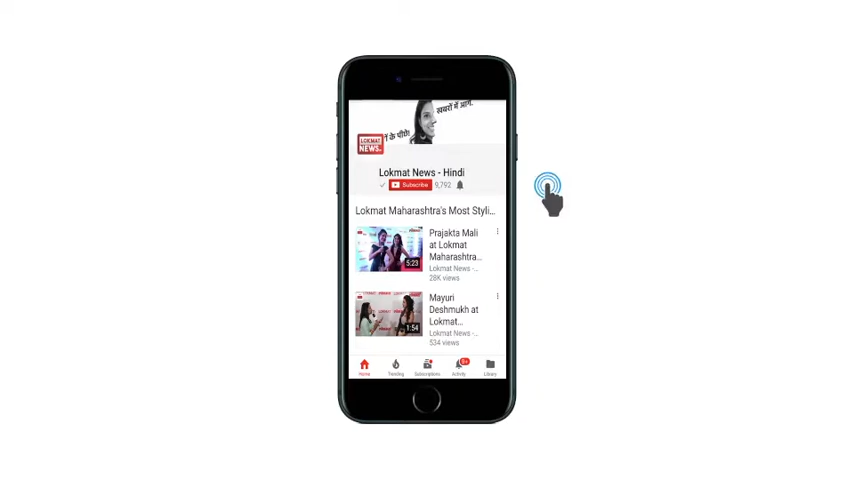 खबरों में आगे,
के पीछे!
LOKMAT
NEWS
Lokmat News - Hindi
Subscribe 9,792
Lokmat Maharashtra's Most Styli...
Prajakta Mali
at Lokmat
Maharashtra...
Lokmat News -...
28K views
5:23
Mayuri
Deshmukh at
Lokmat...
Lokmat News -...
534 views
1:54
Home Trending Subscriptions Activity Library
9+